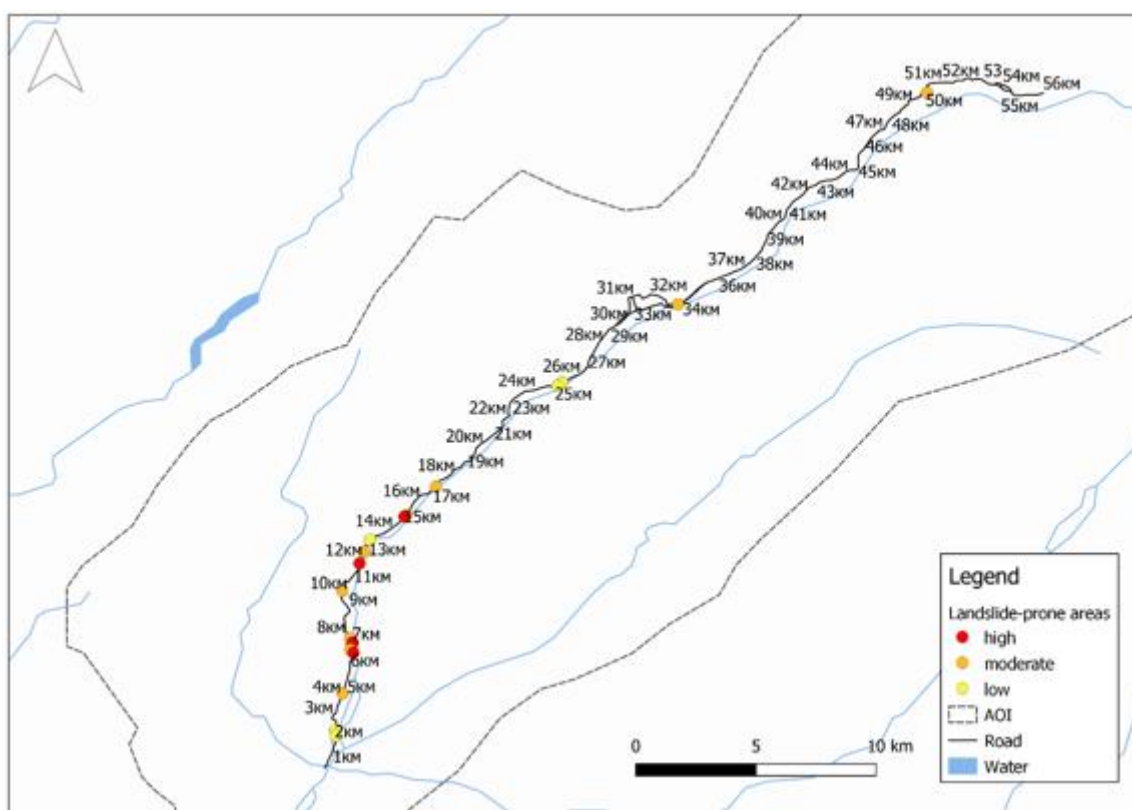 51км 52км 53 54км 56км
49км 50км 55км
47км 48км
46км
44км 45км
42км 43км
40км 41км
39км
37км 38км
31км 32км 36км
30км 33км 34км
28км 29км
26км 27км
24км 25км
22км 23км
20км 21км
18км 19км
16км 17км
14км 15км
12км 13км
10км 11км
9км
8км 7км
6км
4км 5км
3км
2км
1км
0 5 10 km
Legend
Landslide-prone areas
high
moderate
low
AOI
Road
Water